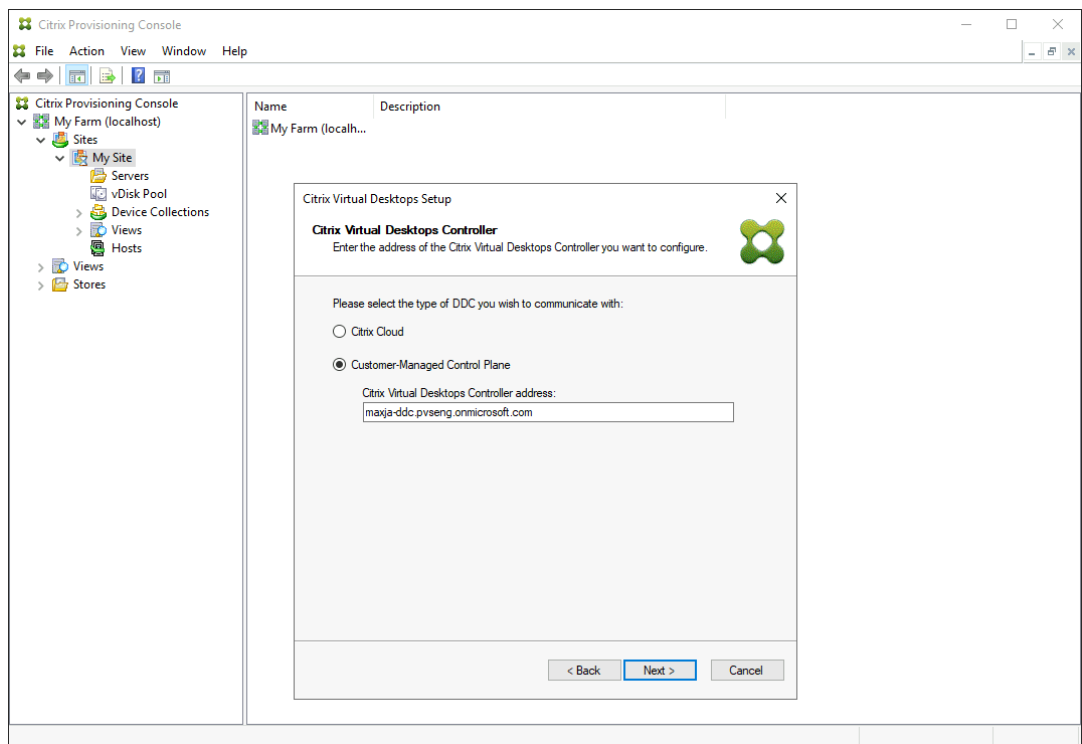 Citrix Provisioning Console
File Action View Window Help
Citrix Provisioning Console
My Farm (localhost)
Sites
My Site
Servers
vDisk Pool
Device Collections
Views
Hosts
Views
Stores
Name Description
My Farm (localh...
Citrix Virtual Desktops Setup
Citrix Virtual Desktops Controller
Enter the address of the Citrix Virtual Desktops Controller you want to configure.
Please select the type of DDC you wish to communicate with:
Citrix Cloud
Customer-Managed Control Plane
Citrix Virtual Desktops Controller address:
maxja-ddc.pvseng.onmicrosoft.com
< Back Next > Cancel